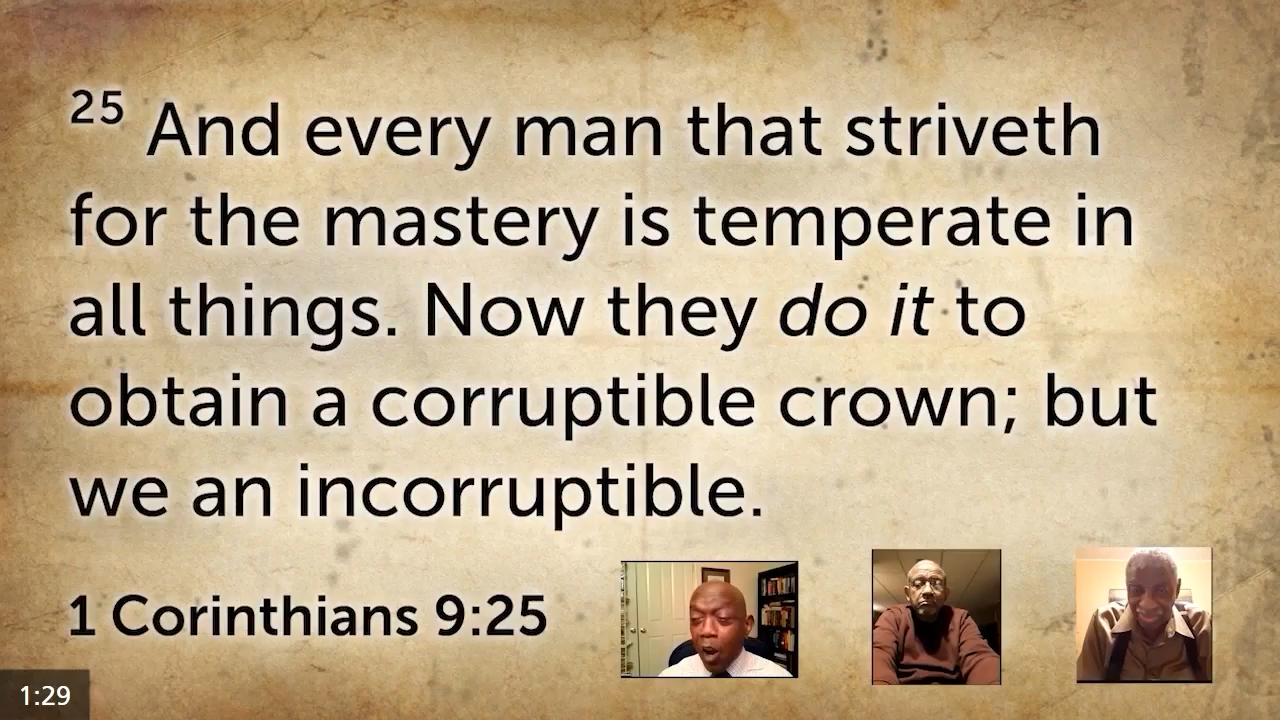 25 And every man that striveth
for the mastery is temperate in
all things. Now they do it to
obtain a corruptible crown; but
we an incorruptible.
1 Corinthians 9:25
1:29